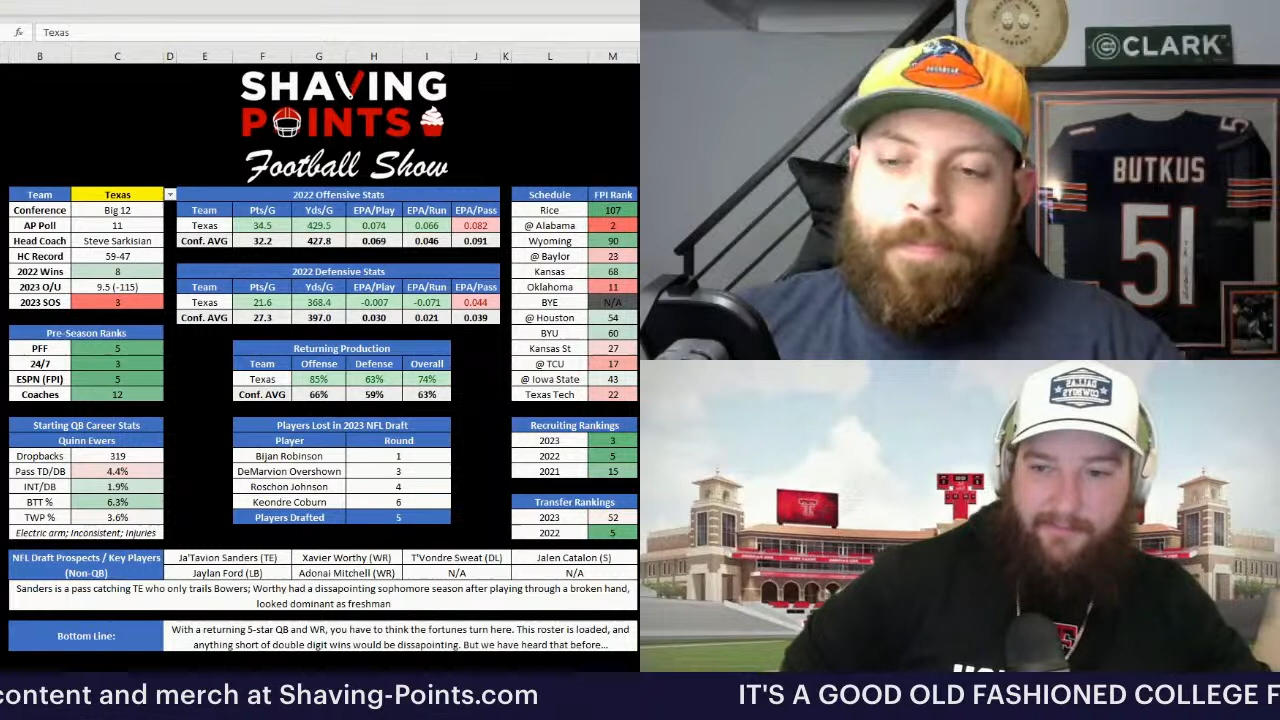 fx Texas
B C D E F G H I J K L M
SHAVING
POINTS
Football Show
Team Texas
Conference Big 12
AP Poll 11
Head Coach Steve Sarkisian
HC Record 59-47
2022 Wins 8
2023 O/U 9.5 (-115)
2023 SOS 3
Pre-Season Ranks
PFF 5
24/7 3
ESPN (FPI) 5
Coaches 12
Starting QB Career Stats
Quinn Ewers
Dropbacks 319
Pass TD/DB 4.4%
INT/DB 1.9%
BTT % 6.3%
TWP % 3.6%
Electric arm; Inconsistent; Injuries
2022 Offensive Stats
Team Pts/G Yds/G EPA/Play EPA/Run EPA/Pass
Texas 34.5 429.5 0.074 0.066 0.082
Conf. AVG 32.2 427.8 0.069 0.046 0.091
2022 Defensive Stats
Team Pts/G Yds/G EPA/Play EPA/Run EPA/Pass
Texas 21.6 368.4 -0.007 -0.071 0.044
Conf. AVG 27.3 397.0 0.030 0.021 0.039
Returning Production
Team Offense Defense Overall
Texas 85% 63% 74%
Conf. AVG 66% 59% 63%
Players Lost in 2023 NFL Draft
Player Round
Bijan Robinson 1
DeMarvion Overshown 3
Roschon Johnson 4
Keondre Coburn 6
Players Drafted 5
Schedule FPI Rank
Rice 107
@ Alabama 2
Wyoming 90
@ Baylor 23
Kansas 68
Oklahoma 11
BYE N/A
@ Houston 54
BYU 60
Kansas St 27
@ TCU 17
@ Iowa State 43
Texas Tech 22
Recruiting Rankings
2023 3
2022 5
2021 15
Transfer Rankings
2023 52
2022 5
NFL Draft Prospects / Key Players Ja'Tavion Sanders (TE) Xavier Worthy (WR) T'Vondre Sweat (DL) Jalen Catalon (S)
(Non-QB) Jaylan Ford (LB) Adonai Mitchell (WR) N/A N/A
Sanders is a pass catching TE who only trails Bowers; Worthy had a dissapointing sophomore season after playing through a broken hand,
looked dominant as freshman
Bottom Line: With a returning 5-star QB and WR, you have to think the fortunes turn here. This roster is loaded, and
anything short of double digit wins would be dissapointing. But we have heard that before...
CLARK
BUTKUS
51
content and merch at Shaving-Points.com IT'S A GOOD OLD FASHIONED COLLEGE F